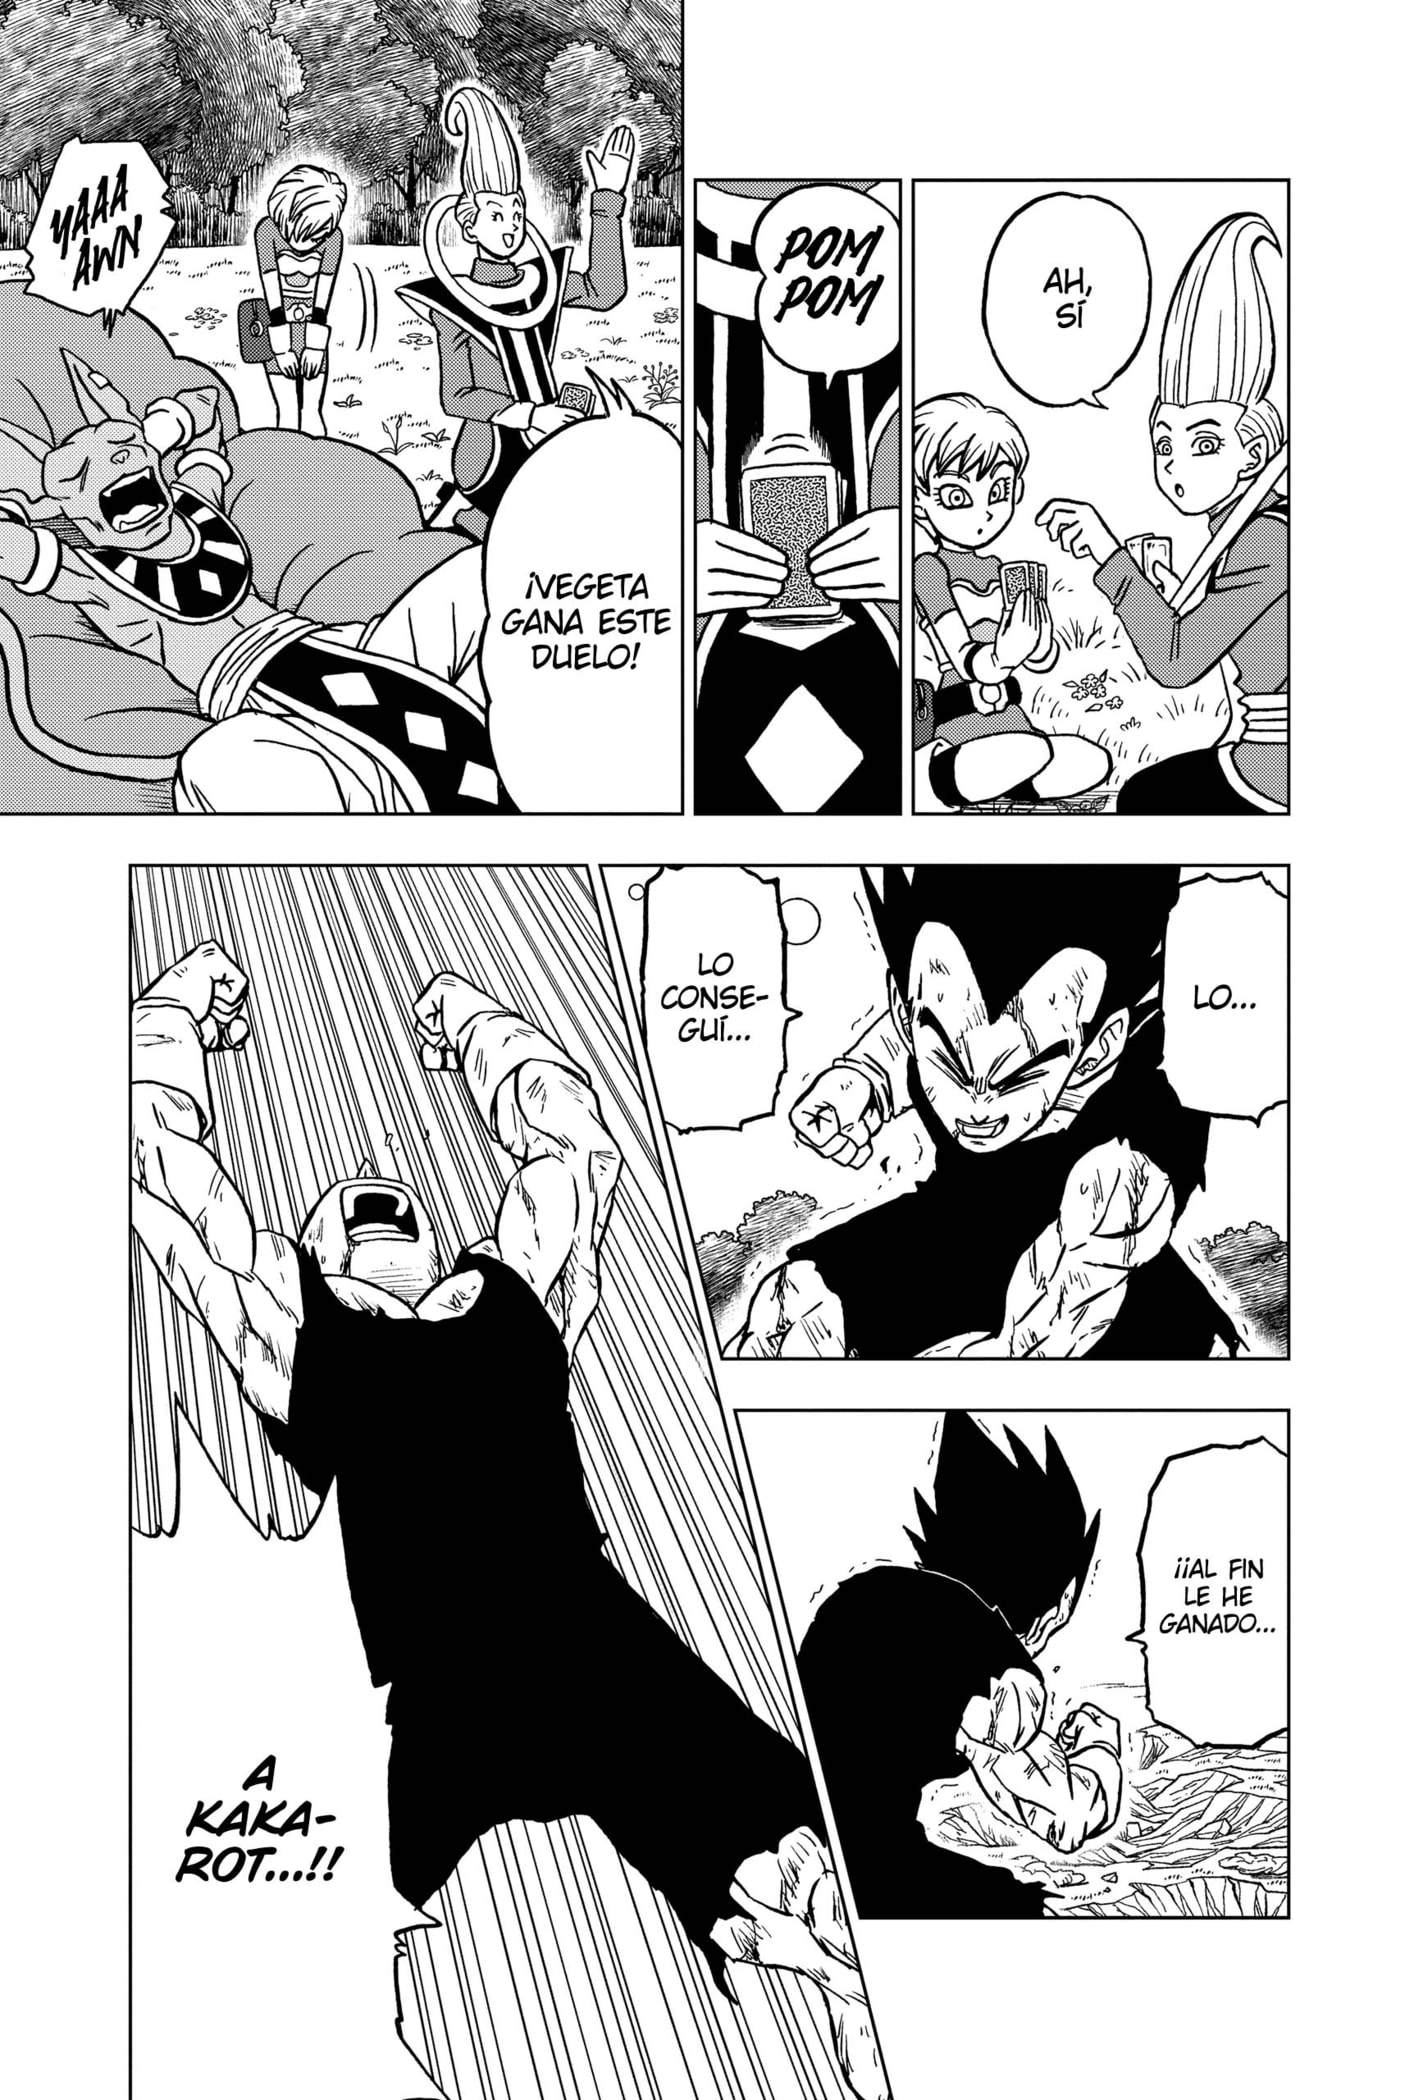 AH,
SÍ
POM
POM
YAAA
AWN
¡VEGETA
GANA ESTE
DUELO!
LO...
LO
CONSE-
GUÍ...
¡¡AL FIN
LE HE
GANADO...
A
KAKA-
ROT...!!